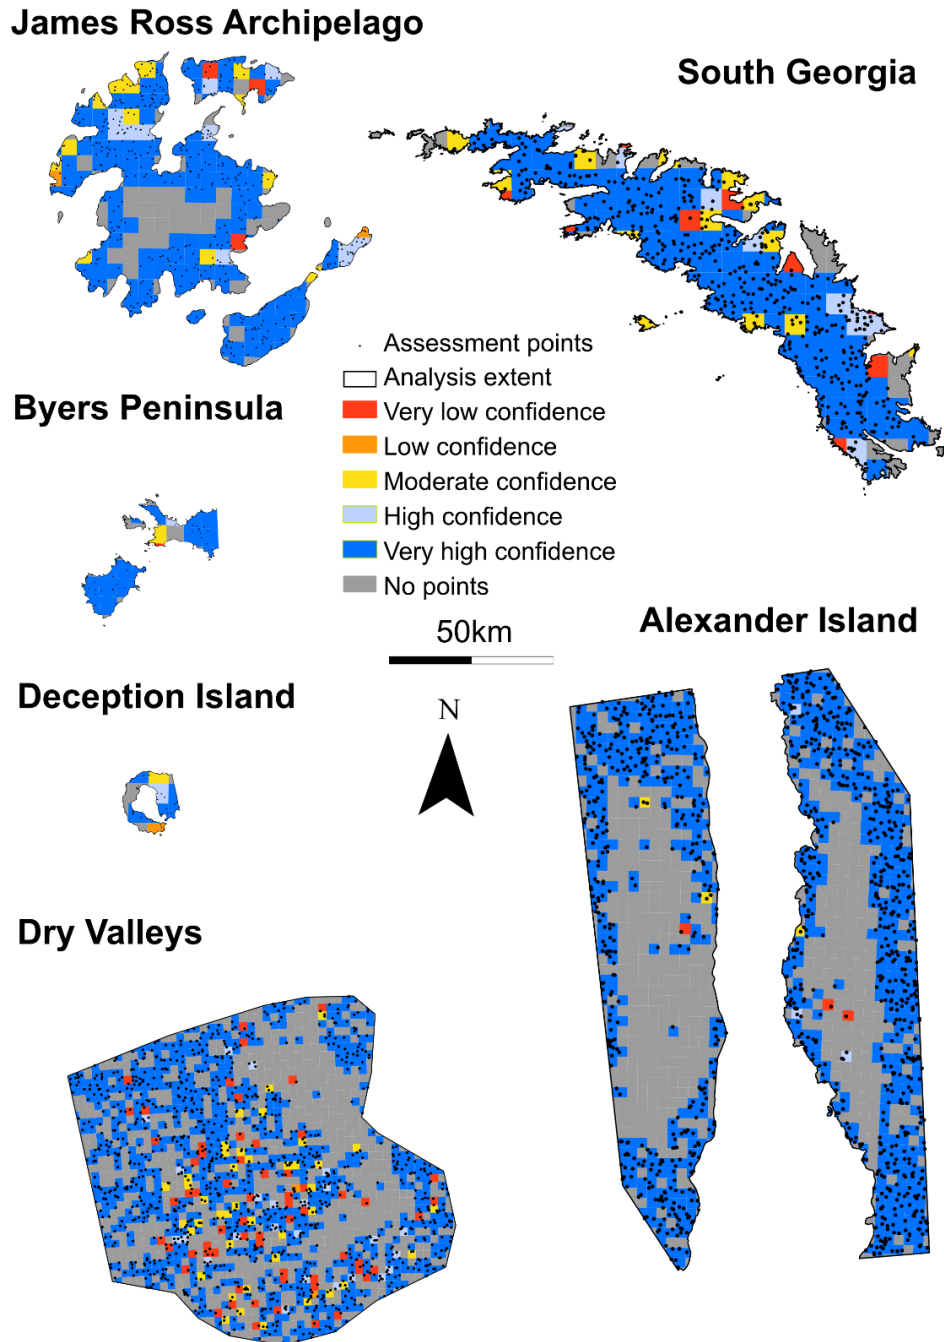 James Ross Archipelago
South Georgia
Assessment points
Analysis extent
Very low confidence
Low confidence
Moderate confidence
High confidence
Very high confidence
No points
Byers Peninsula
50km
Alexander Island
Deception Island
N
Dry Valleys